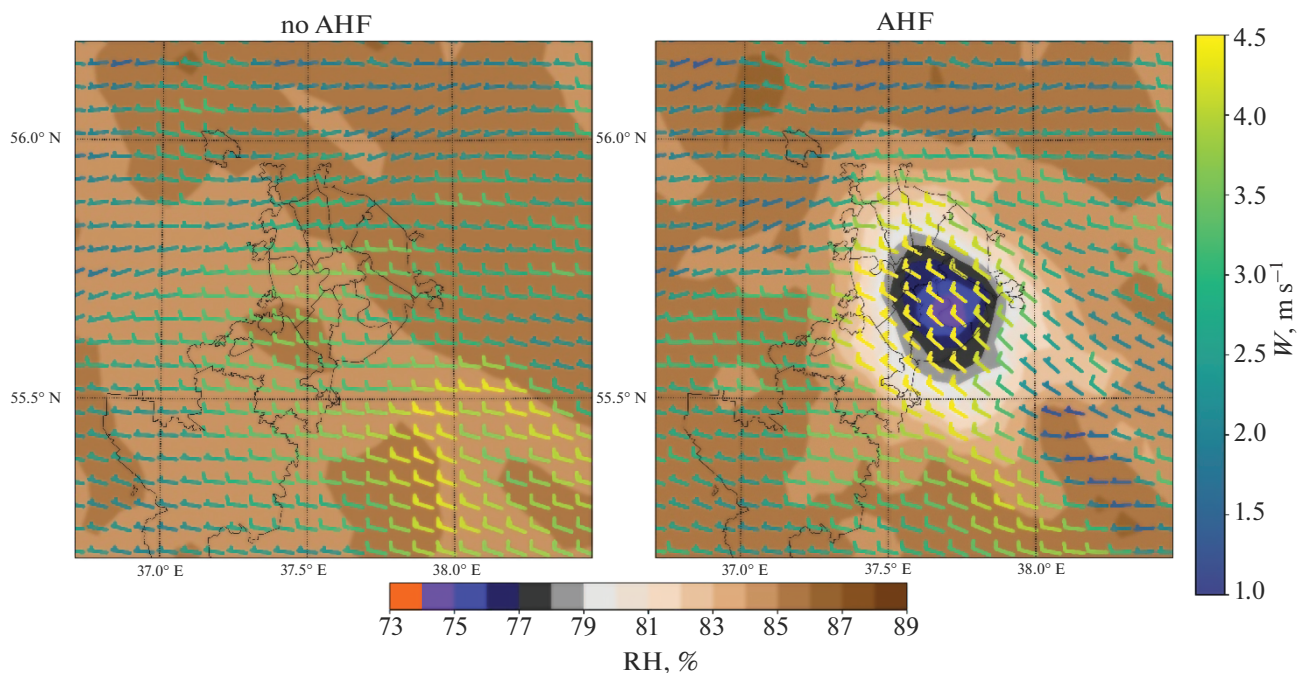 no AHF
AHF
56.0° N
55.5° N
37.0° E
37.5° E
38.0° E
56.0° N
55.5° N
37.0° E
37.5° E
38.0° E
4.5
4.0
3.5
3.0
2.5
2.0
1.5
1.0
W, m s⁻¹
73 75 77 79 81 83 85 87 89
RH, %